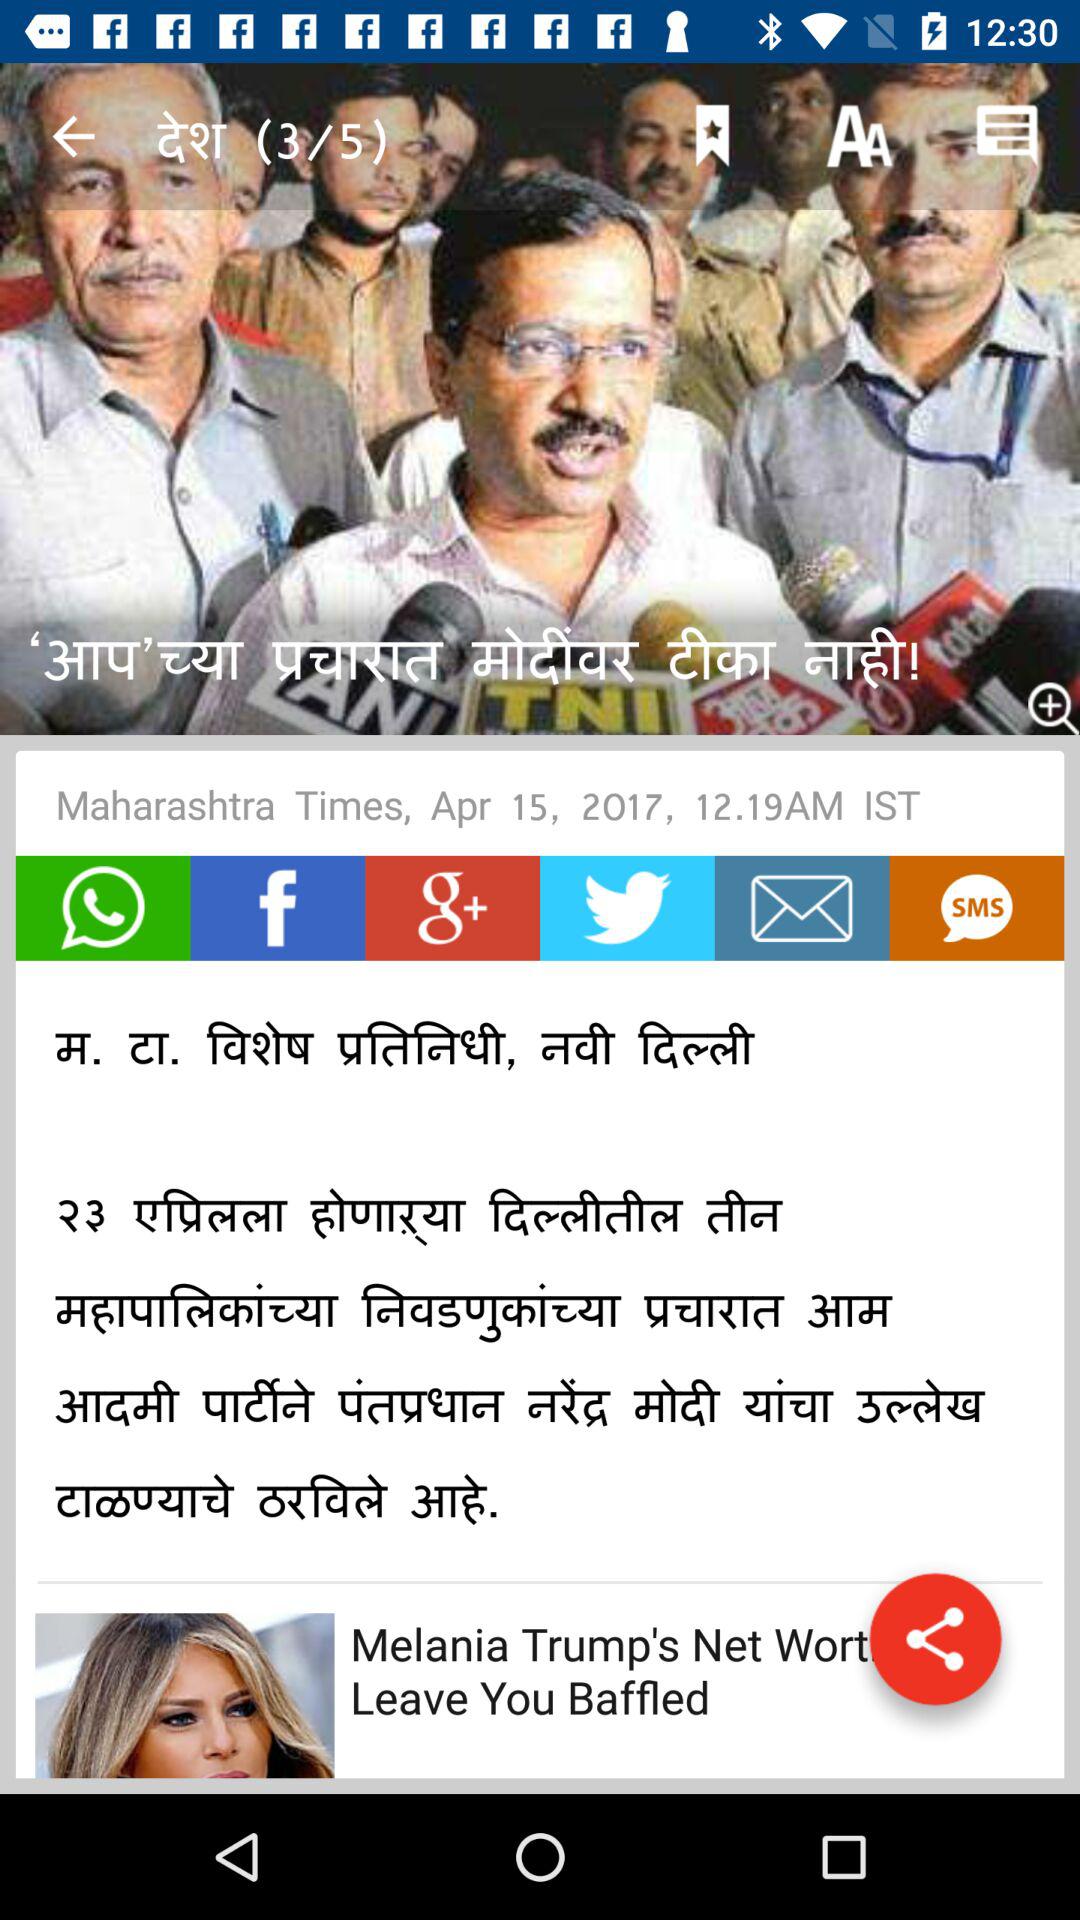 12:30
देश (3/5)
AA
total
‘आप’च्या प्रचारात मोदींवर टीका नाही!
ANI TNI
Maharashtra Times, Apr 15, 2017, 12.19AM IST
f g+ SMS
म. टा. विशेष प्रतिनिधी, नवी दिल्ली
२३ एप्रिलला होणाऱ्या दिल्लीतील तीन
महापालिकांच्या निवडणुकांच्या प्रचारात आम
आदमी पार्टीने पंतप्रधान नरेंद्र मोदी यांचा उल्लेख
टाळण्याचे ठरविले आहे.
Melania Trump's Net
Leave You Baffled